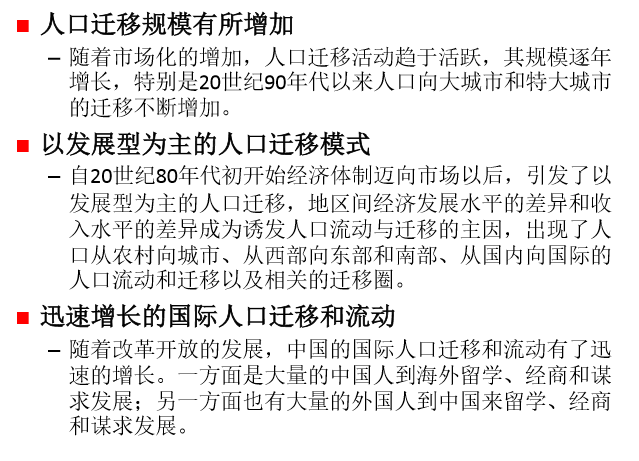 ■ 人口迁移规模有所增加
– 随着市场化的增加，人口迁移活动趋于活跃，其规模逐年
增长，特别是20世纪90年代以来人口向大城市和特大城市
的迁移不断增加。
■ 以发展型为主的人口迁移模式
– 自20世纪80年代初开始经济体制迈向市场以后，引发了以
发展型为主的人口迁移，地区间经济发展水平的差异和收
入水平的差异成为诱发人口流动与迁移的主因，出现了人
口从农村向城市、从西部向东部和南部、从国内向国际的
人口流动和迁移以及相关的迁移圈。
■ 迅速增长的国际人口迁移和流动
– 随着改革开放的发展，中国的国际人口迁移和流动有了迅
速的增长。一方面是大量的中国人到海外留学、经商和谋
求发展；另一方面也有大量的外国人到中国来留学、经商
和谋求发展。